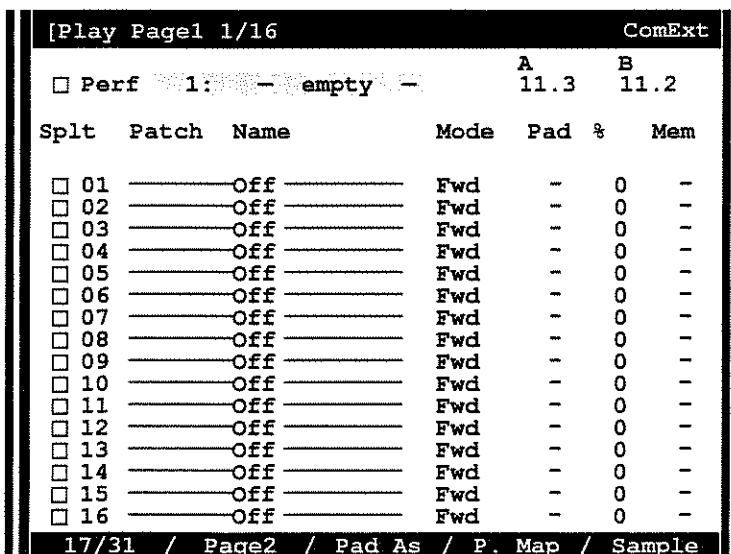 [Play Page1 1/16 ComExt
A B
□ Perf 1: - empty - 11.3 11.2
Splt Patch Name Mode Pad % Mem
□ 01 Off Fwd - 0 -
□ 02 Off Fwd - 0 -
□ 03 Off Fwd - 0 -
□ 04 Off Fwd - 0 -
□ 05 Off Fwd - 0 -
□ 06 Off Fwd - 0 -
□ 07 Off Fwd - 0 -
□ 08 Off Fwd - 0 -
□ 09 Off Fwd - 0 -
□ 10 Off Fwd - 0 -
□ 11 Off Fwd - 0 -
□ 12 Off Fwd - 0 -
□ 13 Off Fwd - 0 -
□ 14 Off Fwd - 0 -
□ 15 Off Fwd - 0 -
□ 16 Off Fwd - 0 -
17/31 / Page2 / Pad As / P. Map / Sample